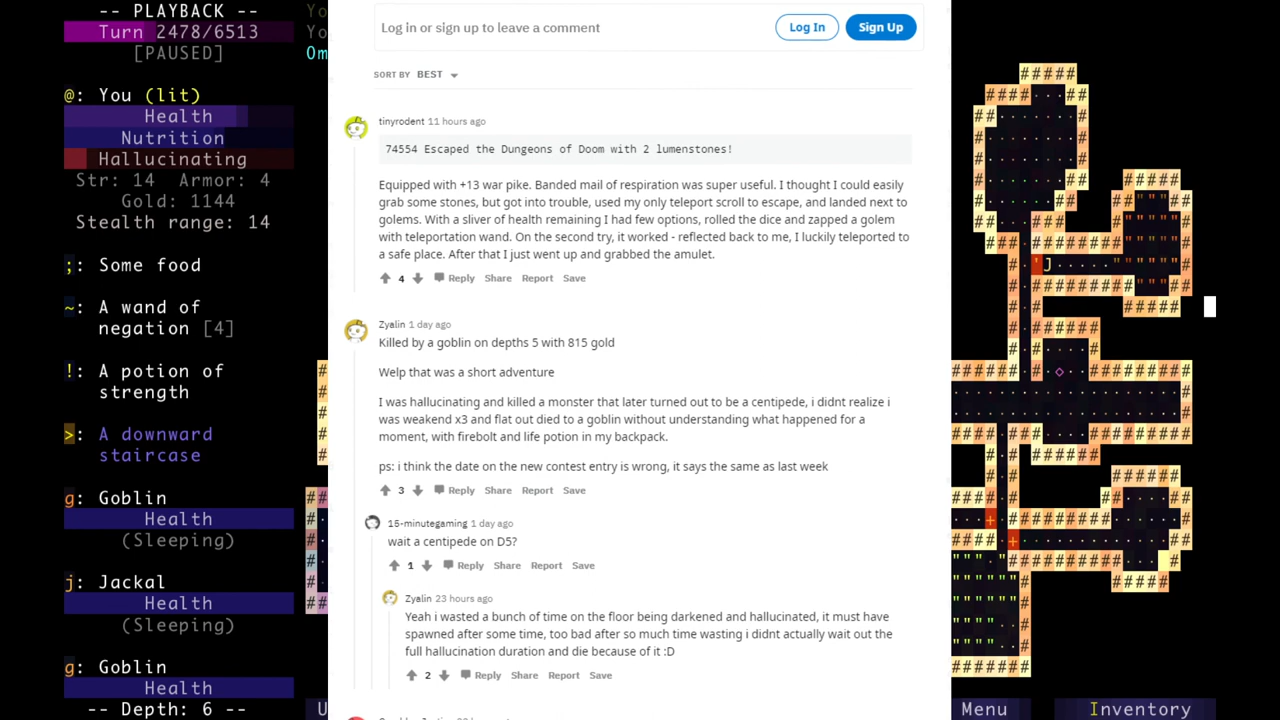 -- PLAYBACK --
Turn 2478/6513
[PAUSED]
@: You (lit)
Health
Nutrition
Hallucinating
Str: 14 Armor: 4
Gold: 1144
Stealth range: 14
;: Some food
~: A wand of
negation [4]
!: A potion of
strength
>: A downward
staircase
g: Goblin
Health
(Sleeping)
j: Jackal
Health
(Sleeping)
g: Goblin
Health
-- Depth: 6 --
Log in or sign up to leave a comment
Log In
Sign Up
SORT BY BEST
tinyrodent 11 hours ago
74554 Escaped the Dungeons of Doom with 2 lumenstones!
Equipped with +13 war pike. Banded mail of respiration was super useful. I thought I could easily
grab some stones, but got into trouble, used my only teleport scroll to escape, and landed next to
golems. With a sliver of health remaining I had few options, rolled the dice and zapped a golem
with teleportation wand. On the second try, it worked - reflected back to me, I luckily teleported to
a safe place. After that I just went up and grabbed the amulet.
4 Reply Share Report Save
Zyalin 1 day ago
Killed by a goblin on depths 5 with 815 gold
Welp that was a short adventure
I was hallucinating and killed a monster that later turned out to be a centipede, i didnt realize i
was weakend x3 and flat out died to a goblin without understanding what happened for a
moment, with firebolt and life potion in my backpack.
ps: i think the date on the new contest entry is wrong, it says the same as last week
3 Reply Share Report Save
15-minutegaming 1 day ago
wait a centipede on D5?
1 Reply Share Report Save
Zyalin 23 hours ago
Yeah i wasted a bunch of time on the floor being darkened and hallucinated, it must have
spawned after some time, too bad after so much time wasting i didnt actually wait out the
full hallucination duration and die because of it :D
2 Reply Share Report Save
Menu
Inventory